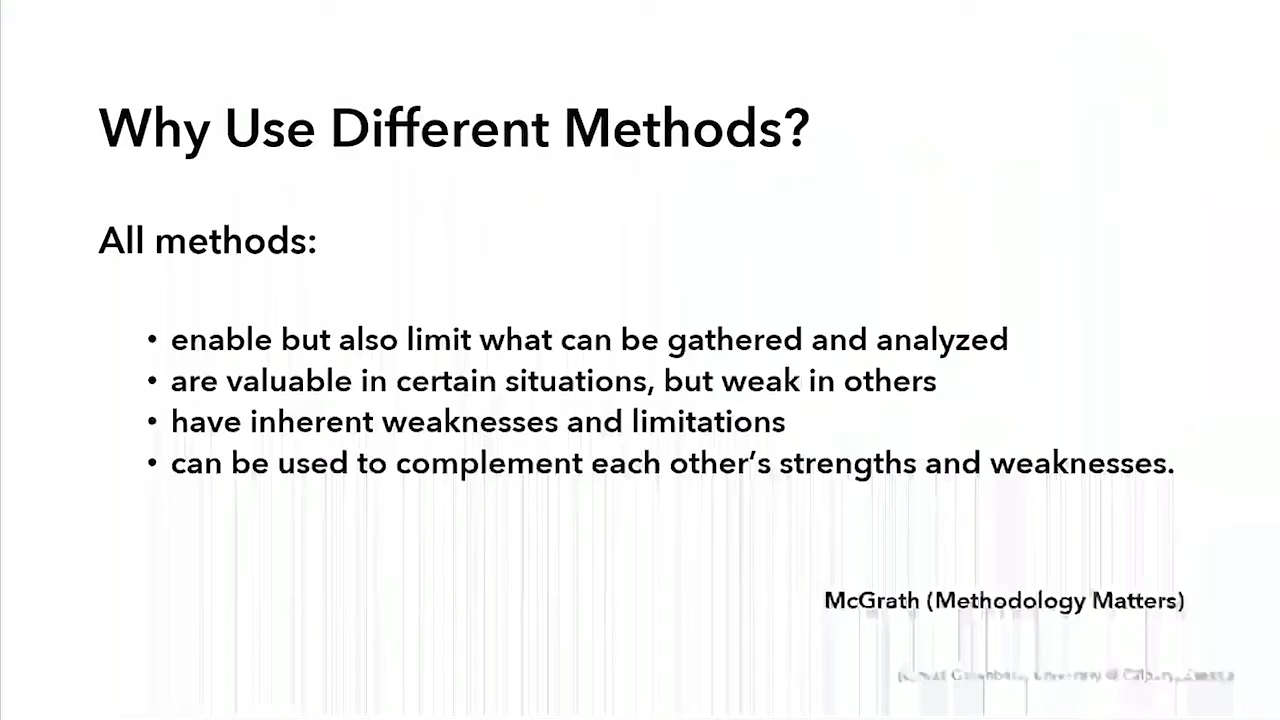 Why Use Different Methods?
All methods:
• enable but also limit what can be gathered and analyzed
• are valuable in certain situations, but weak in others
• have inherent weaknesses and limitations
• can be used to complement each other’s strengths and weaknesses.
McGrath (Methodology Matters)